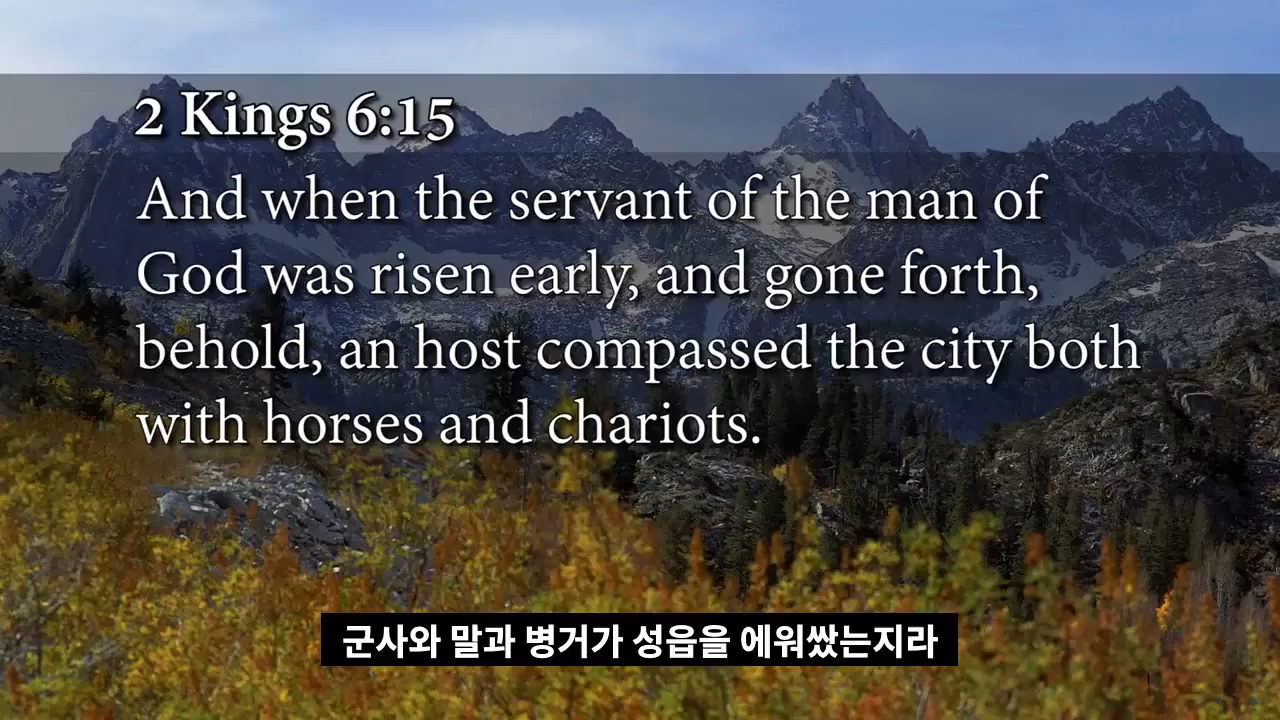 2 Kings 6:15
And when the servant of the man of
God was risen early, and gone forth,
behold, an host compassed the city both
with horses and chariots.
군사와 말과 병거가 성읍을 에워쌌는지라